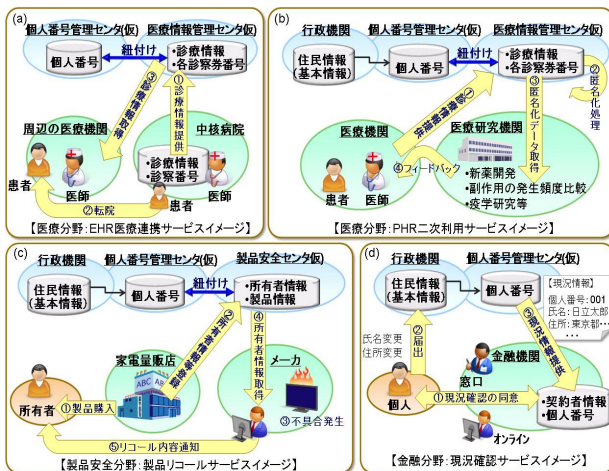 (a)
個人番号管理センタ(仮) 医療情報管理センタ(仮)
個人番号
紐付け
・診療情報
・各診察券番号
③診療情報取得
①診療情報提供
周辺の医療機関
中核病院
診療情報
診察番号
患者
医師
患者
医師
②転院
【医療分野：EHR医療連携サービスイメージ】
(b)
行政機関
個人番号管理センタ(仮) 医療情報管理センタ(仮)
住民情報
(基本情報)
個人番号
紐付け
・診療情報
・各診察券番号
②匿名化
処理
①診療情報提供
③匿名化データ取得
医療機関
医療研究機関
④フィードバック
患者
医師
・新薬開発
・副作用の発生頻度比較
・疫学研究等
【医療分野：PHR二次利用サービスイメージ】
(c)
行政機関
個人番号管理センタ(仮)
製品安全センタ(仮)
住民情報
(基本情報)
個人番号
紐付け
・所有者情報
・製品情報
②所有者情報等登録
④所有者情報取得
家電量販店
ABC ABC
メーカ
所有者
①製品購入
③不具合発生
⑤リコール内容通知
【製品安全分野：製品リコールサービスイメージ】
(d)
行政機関
個人番号管理センタ(仮)
住民情報
(基本情報)
個人番号
【現況情報】
個人番号：001
氏名：日立太郎
住所：東京都…
…
氏名変更
住所変更
②届出
③現況情報提供
金融機関
窓口
個人
①現況確認の同意
・契約者情報
・個人番号
オンライン
【金融分野：現況確認サービスイメージ】